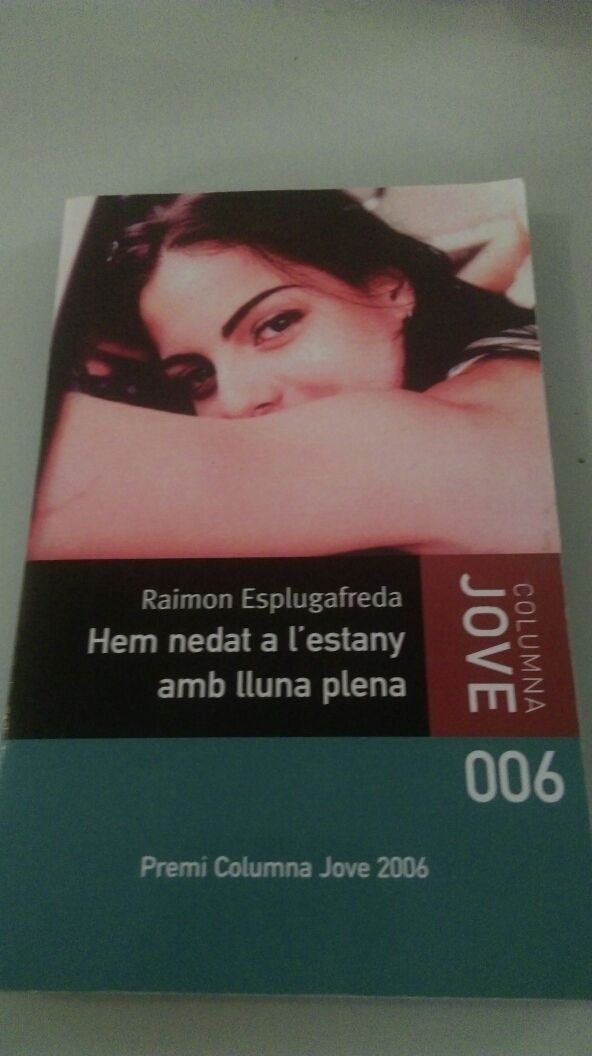 Raimon Esplugafreda
Hem nedat a l'estany
amb lluna plena
COLUMNA
JOVE
006
Premi Columna Jove 2006